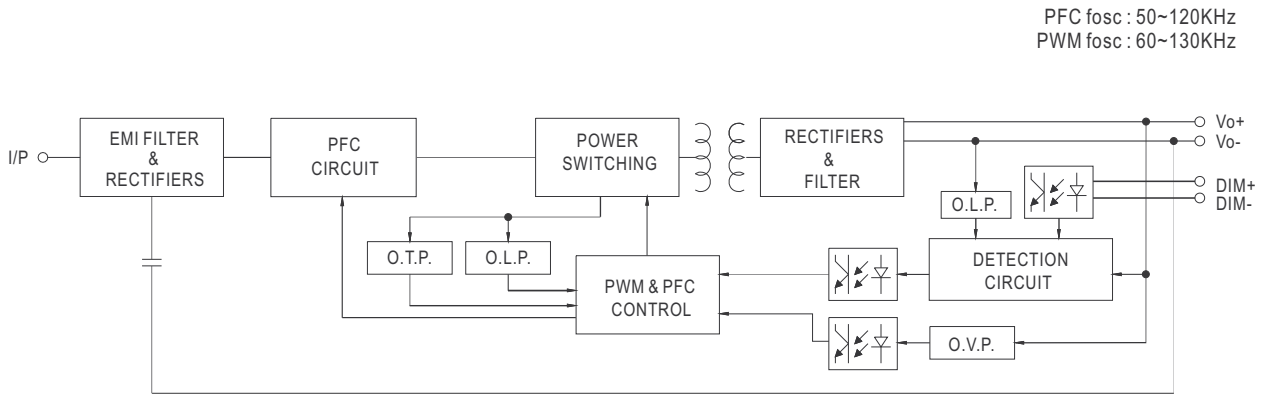 PFC fosc : 50~120KHz
PWM fosc : 60~130KHz
I/P
EMI FILTER
&
RECTIFIERS
PFC
CIRCUIT
POWER
SWITCHING
RECTIFIERS
&
FILTER
Vo+
Vo-
DIM+
DIM-
O.L.P.
O.T.P.
O.L.P.
PWM & PFC
CONTROL
DETECTION
CIRCUIT
O.V.P.